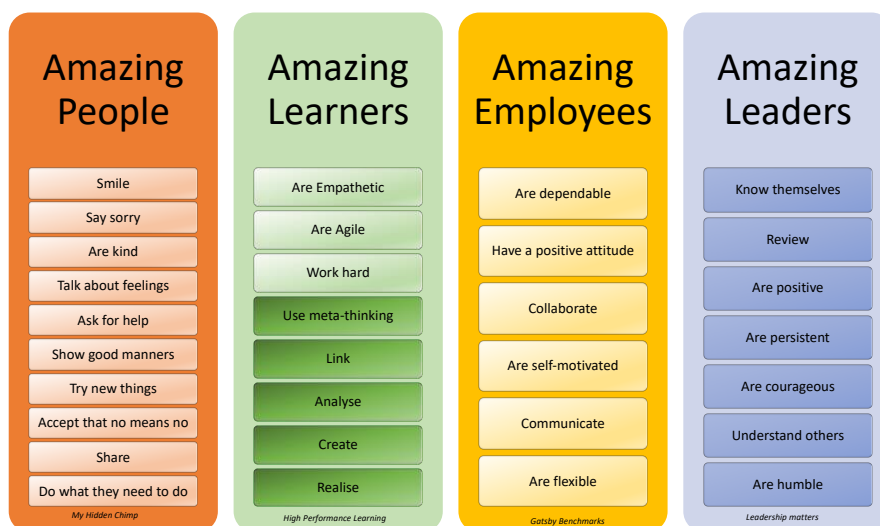 Amazing
People
Smile
Say sorry
Are kind
Talk about feelings
Ask for help
Show good manners
Try new things
Accept that no means no
Share
Do what they need to do
My Hidden Chimp
Amazing
Learners
Are Empathetic
Are Agile
Work hard
Use meta-thinking
Link
Analyse
Create
Realise
High Performance Learning
Amazing
Employees
Are dependable
Have a positive attitude
Collaborate
Are self-motivated
Communicate
Are flexible
Gatsby Benchmarks
Amazing
Leaders
Know themselves
Review
Are positive
Are persistent
Are courageous
Understand others
Are humble
Leadership matters